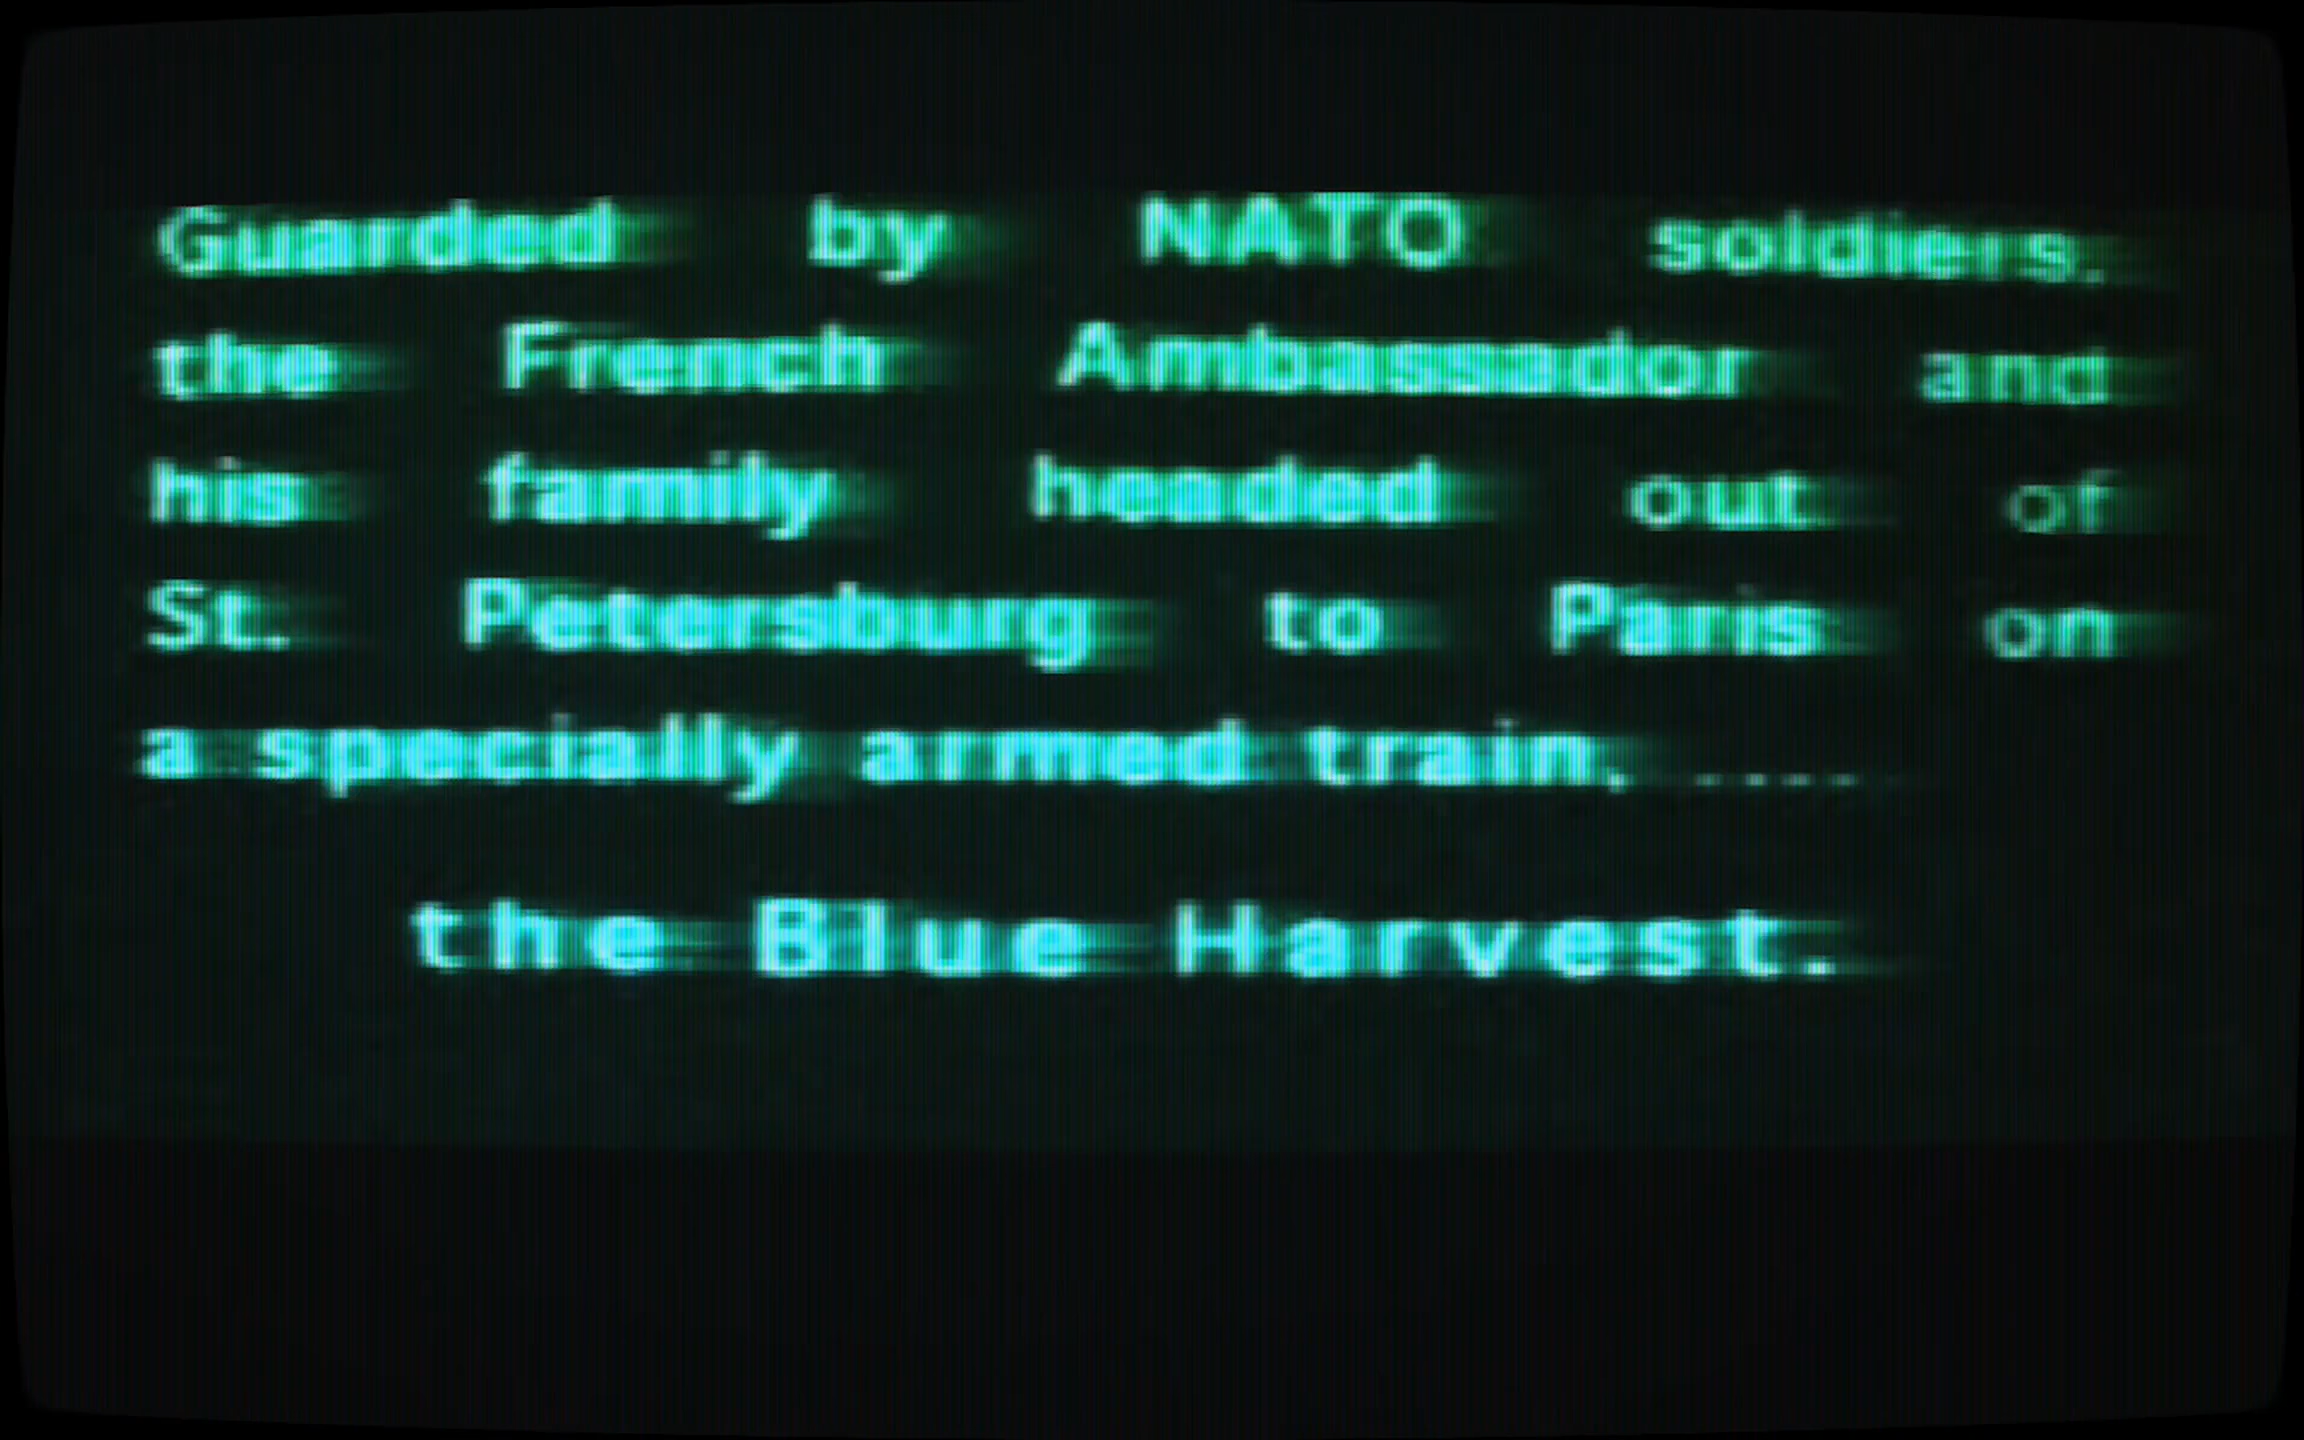 Guarded by NATO soldiers.
the French Ambassador and
his family headed out of
St. Petersburg to Paris on
a specially armed train. ....
the Blue Harvest.